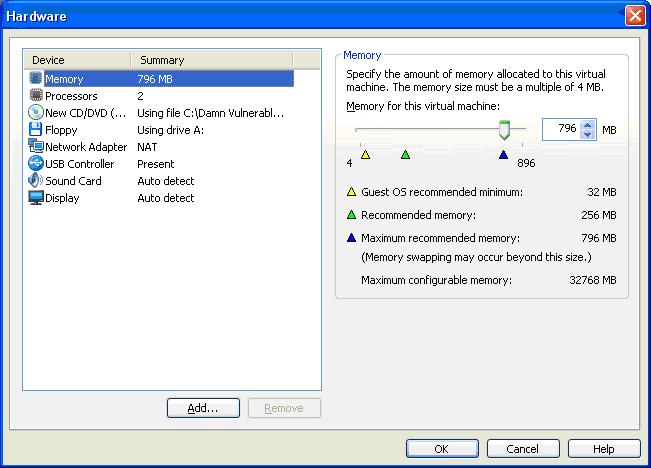 Hardware
Device Summary
Memory 796 MB
Processors 2
New CD/DVD (... Using file C:\Damn Vulnerabl...
Floppy Using drive A:
Network Adapter NAT
USB Controller Present
Sound Card Auto detect
Display Auto detect
Add...
Remove
Memory
Specify the amount of memory allocated to this virtual
machine. The memory size must be a multiple of 4 MB.
Memory for this virtual machine:
796 MB
4 896
Guest OS recommended minimum: 32 MB
Recommended memory: 256 MB
Maximum recommended memory: 796 MB
(Memory swapping may occur beyond this size.)
Maximum configurable memory: 32768 MB
OK
Cancel
Help